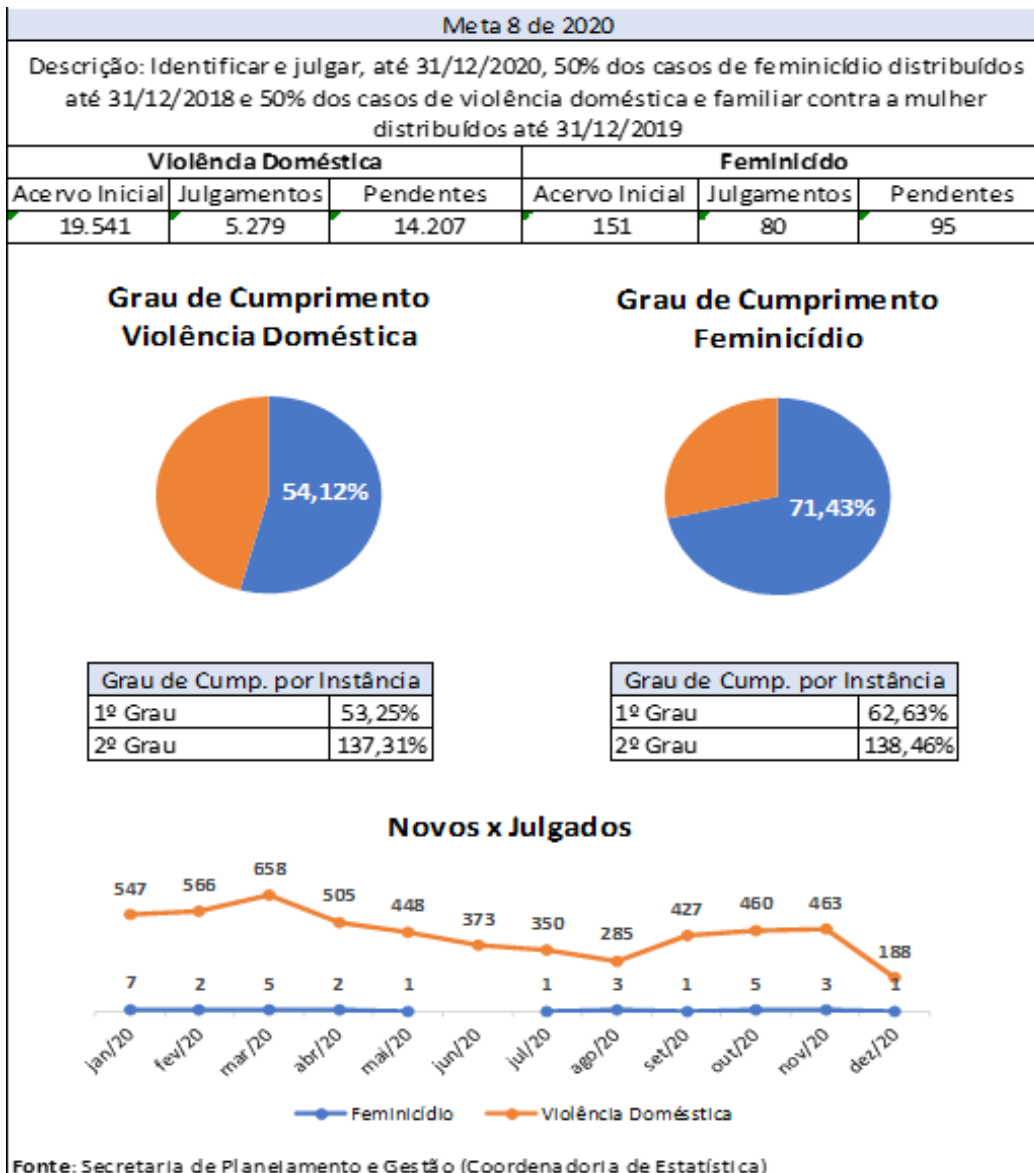 Meta 8 de 2020
Descrição: Identificar e julgar, até 31/12/2020, 50% dos casos de feminicídio distribuídos
até 31/12/2018 e 50% dos casos de violência doméstica e familiar contra a mulher
distribuídos até 31/12/2019
Violência Doméstica Feminicído
Acervo Inicial Julgamentos Pendentes Acervo Inicial Julgamentos Pendentes
19.541 5.279 14.207 151 80 95
Grau de Cumprimento
Violência Doméstica
Grau de Cumprimento
Feminicídio
54,12%
71,43%
Grau de Cump. por Instância
1º Grau 53,25%
2º Grau 137,31%
Grau de Cump. por Instância
1º Grau 62,63%
2º Grau 138,46%
Novos x Julgados
547 566 658 505 448 373 350 285 427 460 463 188
7 2 5 2 1 1 3 1 5 3 1
jan/20 fev/20 mar/20 abr/20 mai/20 jun/20 jul/20 ago/20 set/20 out/20 nov/20 dez/20
Feminicídio Violência Domésstica
Fonte: Secretaria de Planejamento e Gestão (Coordenadoria de Estatística)